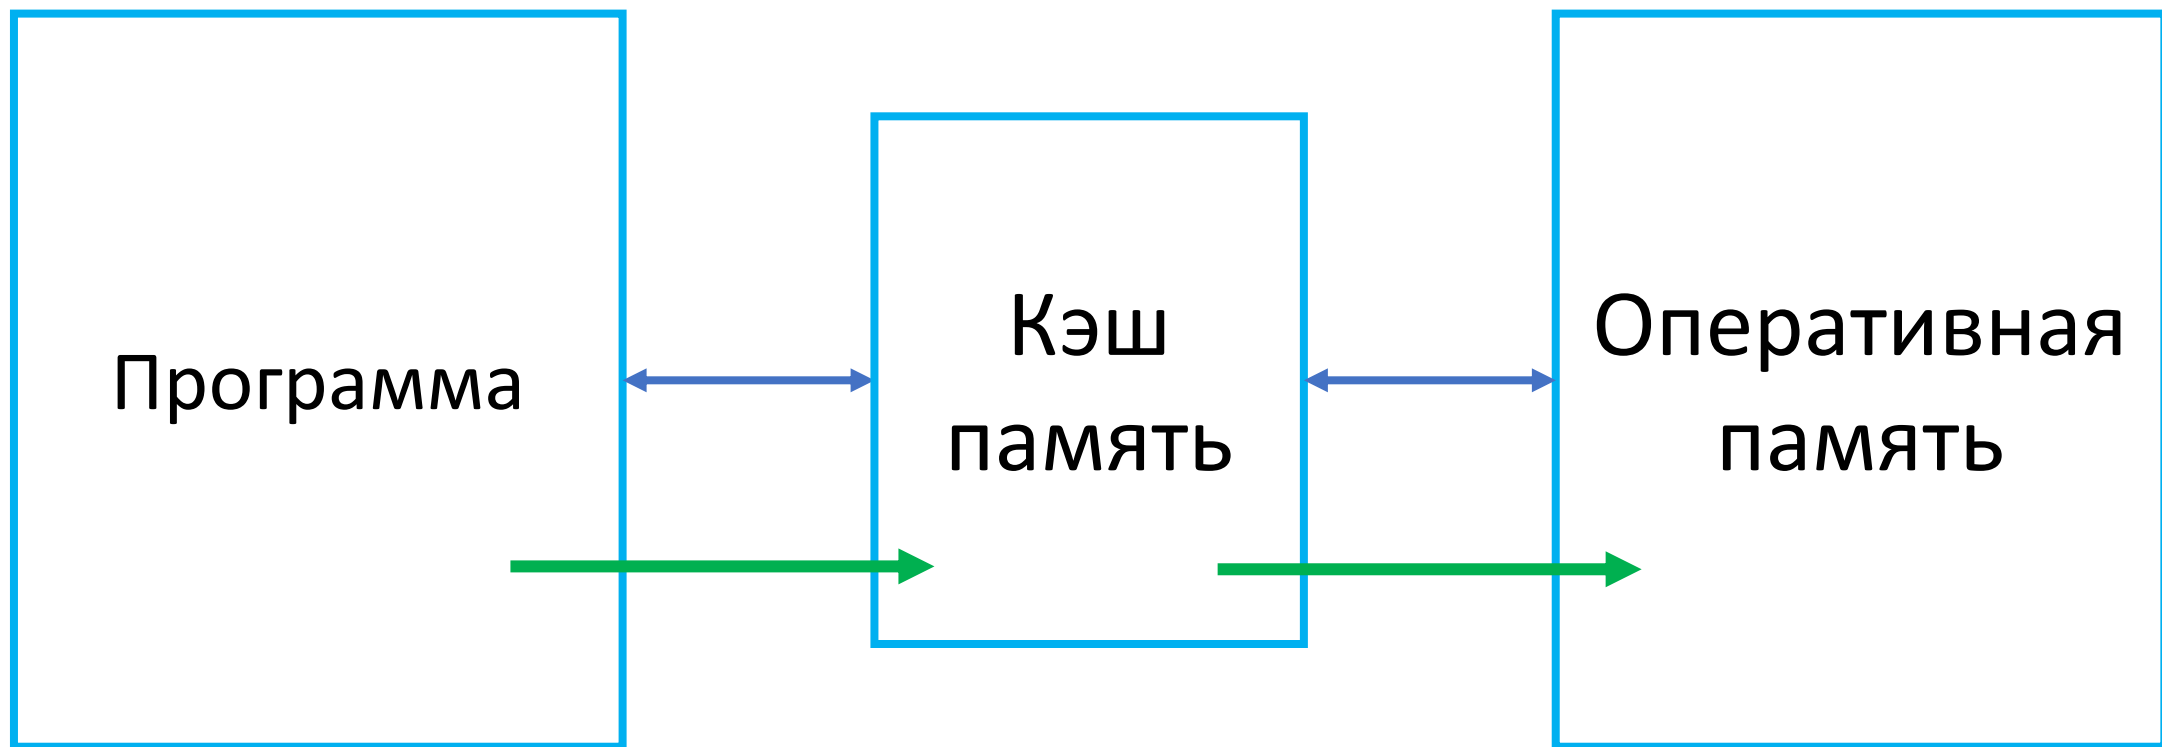 Программа
Кэш
память
Оперативная
память